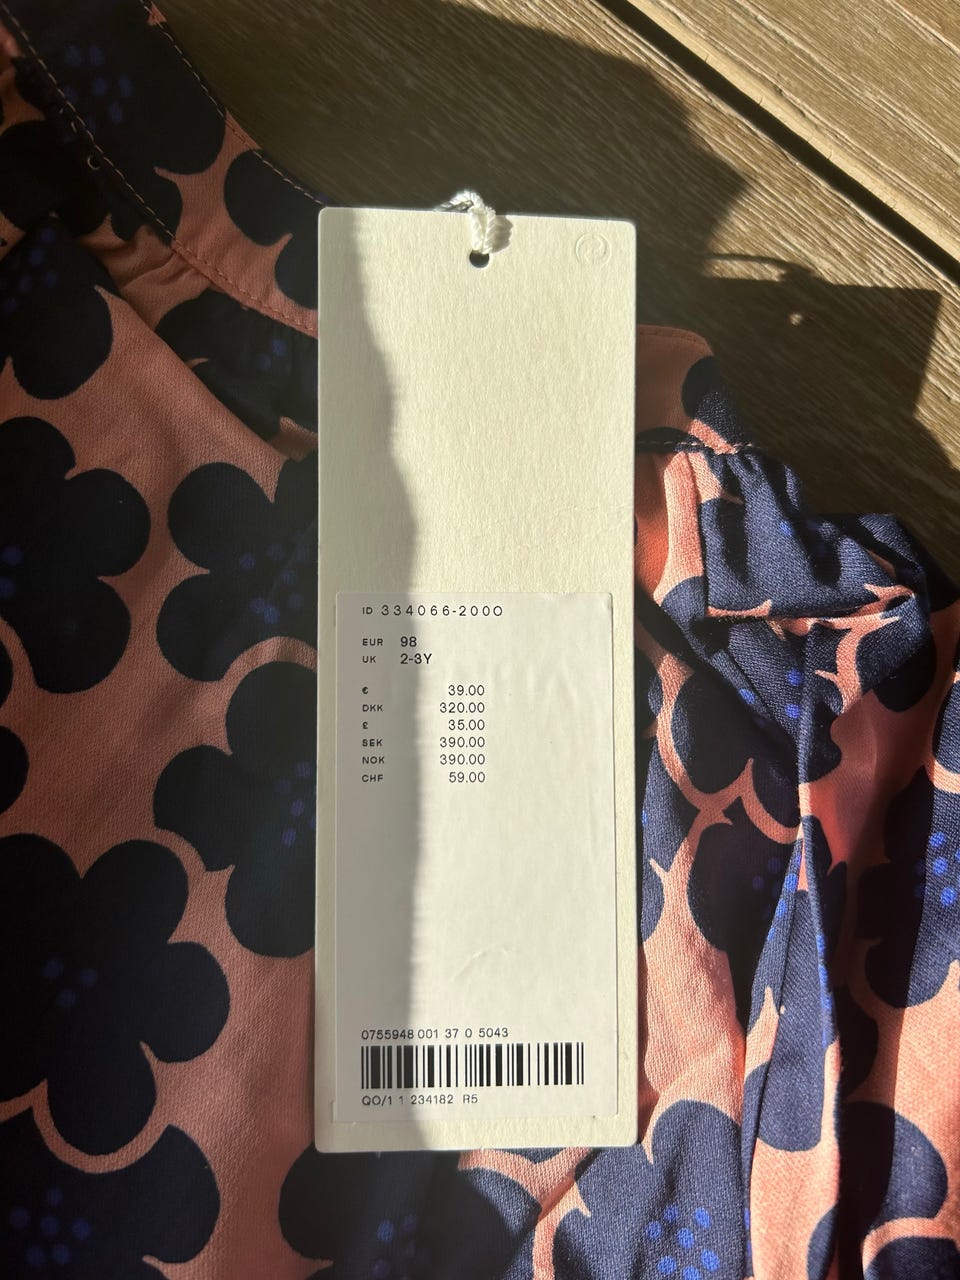 ID 334066-2000
EUR 98
UK 2-3Y
€ 39.00
DKK 320.00
£ 35.00
SEK 390.00
NOK 390.00
CHF 59.00
0755948 001 37 0 5043
QO/1 1 234182 R5